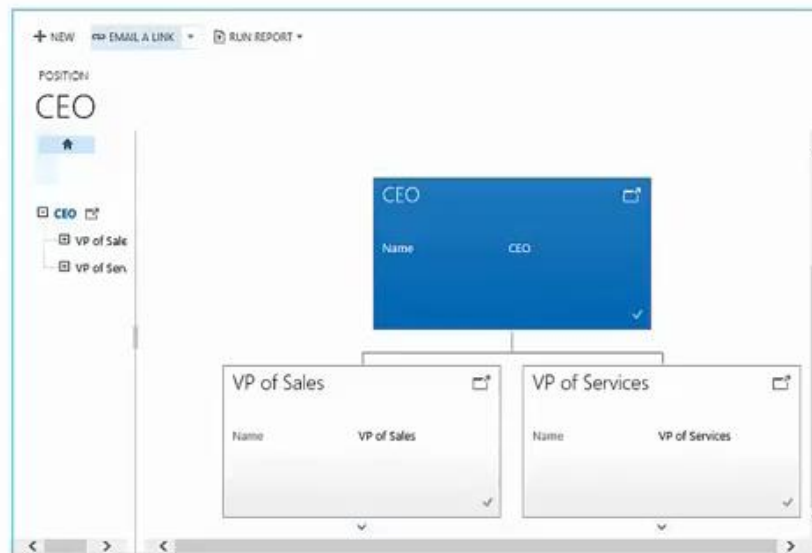 NEW EMAIL A LINK RUN REPORT
POSITION
CEO
CEO
VP of Sale
VP of Ser
CEO
Name CEO
VP of Sales
Name VP of Sales
VP of Services
Name VP of Services